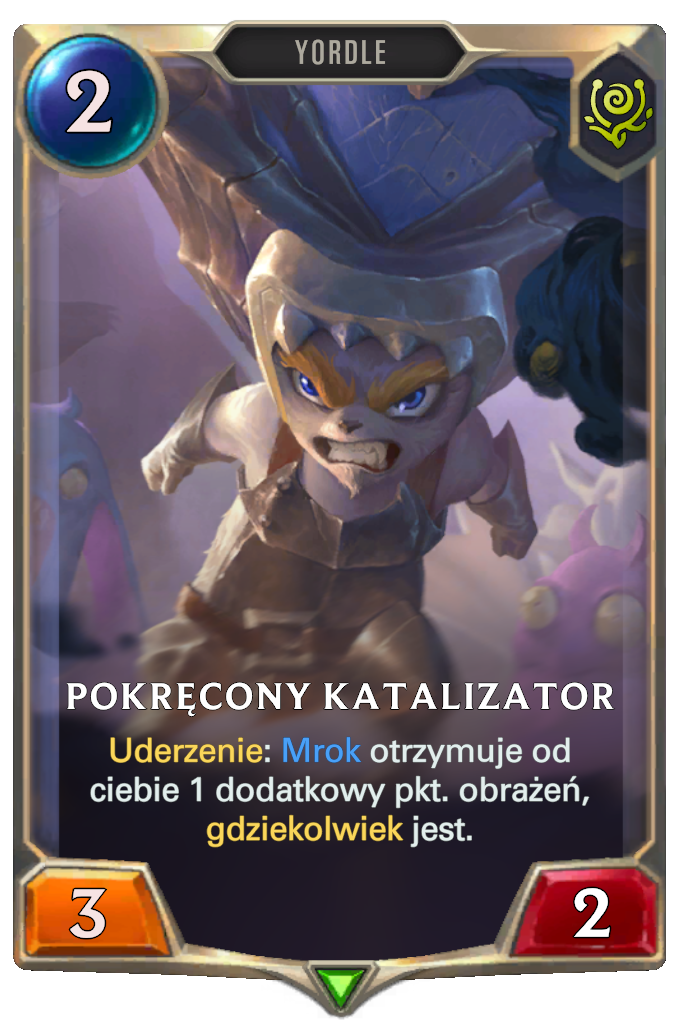 YORDLE
2
POKRĘCONY KATALIZATOR
Uderzenie: Mrok otrzymuje od
ciebie 1 dodatkowy pkt. obrażeń,
gdziekolwiek jest.
3
2